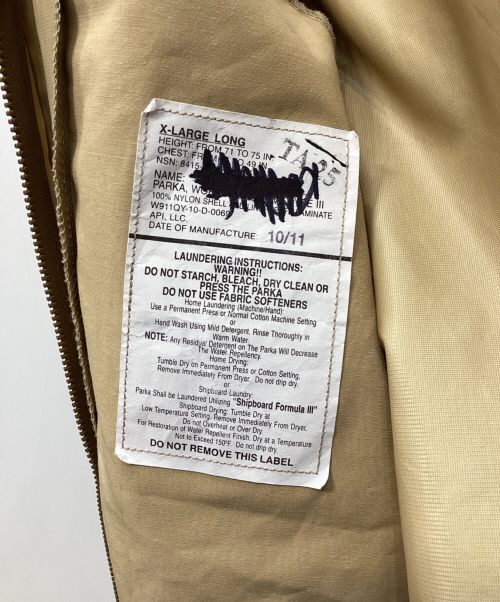 X-LARGE LONG
HEIGHT: FROM 71 TO 75 IN
CHEST: TO 49 IN
NSN: 8415-
TA25
NAME:
PARKA, III
100% NYLON SHELL
W911QY-10-D-0069
API, LLC.
DATE OF MANUFACTURE: 10/11
LAUNDERING INSTRUCTIONS:
WARNING!!
DO NOT STARCH, BLEACH, DRY CLEAN OR
PRESS THE PARKA
DO NOT USE FABRIC SOFTENERS
Home Laundering (Machine/Hand):
Use a Permanent Press or Normal Cotton Machine Setting
or
Hand Wash Using Mild Detergent. Rinse Thoroughly in
Warm Water.
NOTE: Any Residual Detergent on The Parka Will Decrease
The Water Repellency.
Home Drying:
Tumble Dry on Permanent Press or Cotton Setting.
Remove Immediately From Dryer. Do not drip dry.
or
Shipboard Laundry:
Parka Shall be Laundered Utilizing "Shipboard Formula III"
Shipboard Drying: Tumble Dry at
Low Temperature Setting. Remove Immediately From Dryer.
Do not Overheat or Over Dry.
For Restoration of Water Repellent Finish. Dry at a Temperature
Not to Exceed 150°F. Do not drip dry.
DO NOT REMOVE THIS LABEL